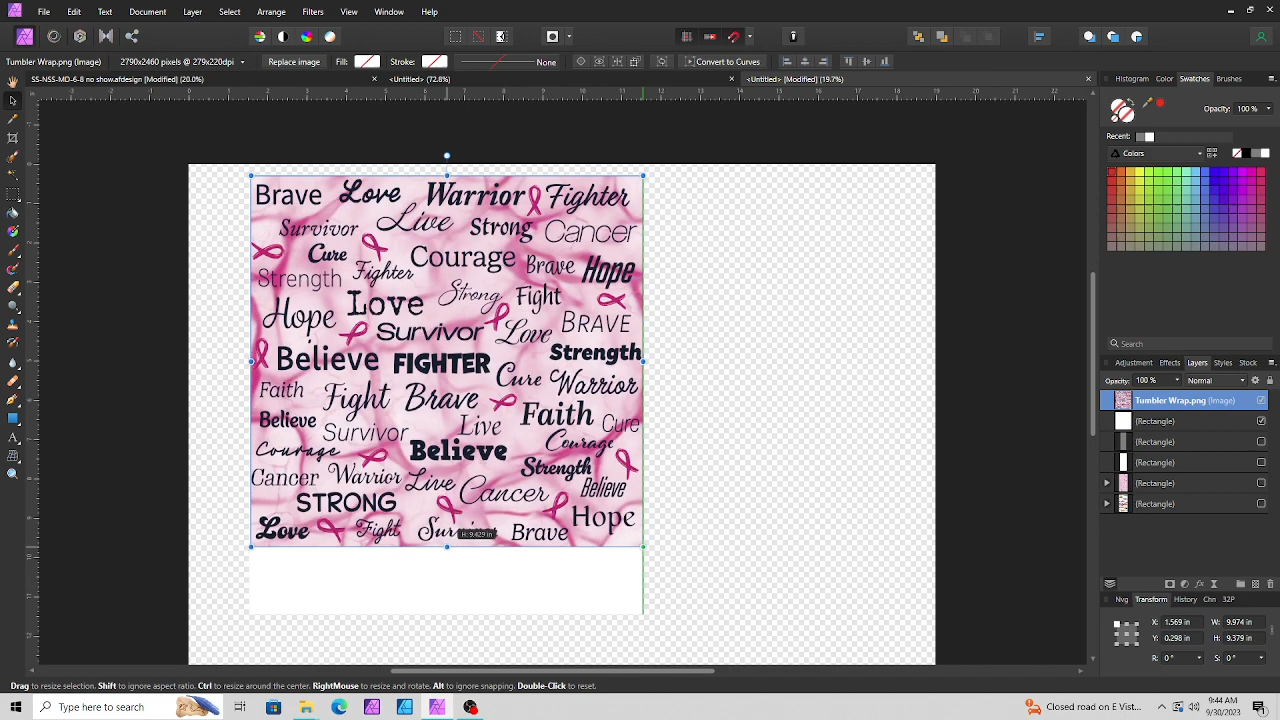 File Edit Text Document Layer Select Arrange Filters View Window Help
Tumbler Wrap.png (Image) 2790x2460 pixels @ 276x276DPI Replace image Fill: Stroke: None Convert to Curves
SS-NSS-MD-6-8 no show.afdesign [Modified] (20.0%) <Untitled> (72.8%) <Untitled> [Modified] (19.7%)
Histogram Color Swatches Brushes
Opacity: 100 %
Recent:
Colors
Search
Adjustment Layers Styles Stock
Opacity: 100 % Normal
Tumbler Wrap.png (Image)
(Rectangle)
(Rectangle)
(Rectangle)
(Rectangle)
(Rectangle)
Nvg Transform History Chn 32P
X: 1.569 in W: 9.974 in
Y: 0.298 in H: 9.379 in
R: 0 ° S: 0 °
Brave Love Warrior Fighter
Survivor Live Strong Cancer
Cure Courage Brave Hope
Strength Fighter Strong Fight
Hope Love Survivor Love BRAVE
Believe FIGHTER Strength
Faith Fight Brave Cure Warrior
Believe Survivor Live Faith Cure
Courage Believe Courage
Cancer Warrior Live Strength
STRONG Cancer Believe
Love Fight Brave Hope
H: 9.429 in
Drag to resize selection. Shift to ignore aspect ratio. Ctrl to resize around the center. RightMouse to resize and rotate. Alt to ignore snapping. Double-Click to reset.
Type here to search
Closed road on E Vistav
9:44 AM
9/30/2023